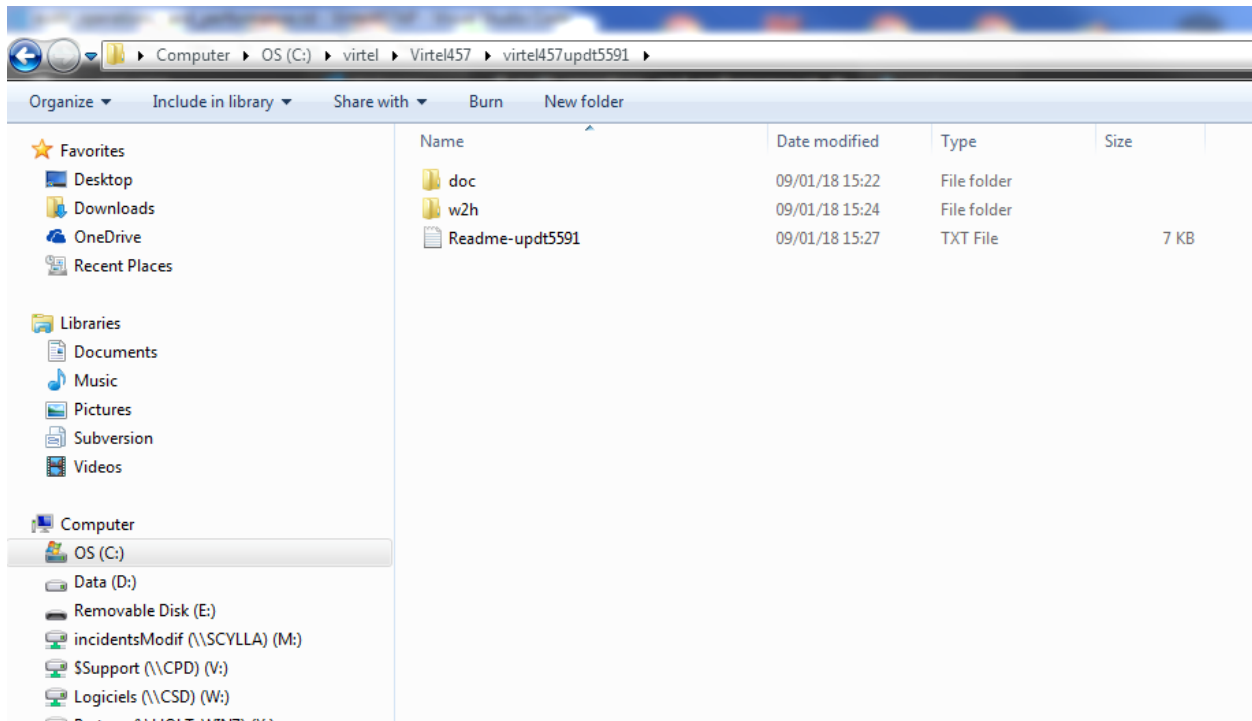 Computer OS (C:) virtel Virtel457 virtel457updt5591
Organize Include in library Share with Burn New folder
Favorites
Desktop
Downloads
OneDrive
Recent Places
Libraries
Documents
Music
Pictures
Subversion
Videos
Computer
OS (C:)
Data (D:)
Removable Disk (E:)
incidentsModif (\\SCYLLA) (M:)
$Support (\\CPD) (V:)
Logiciels (\\CSD) (W:)
Name Date modified Type Size
doc 09/01/18 15:22 File folder
w2h 09/01/18 15:24 File folder
Readme-updt5591 09/01/18 15:27 TXT File 7 KB